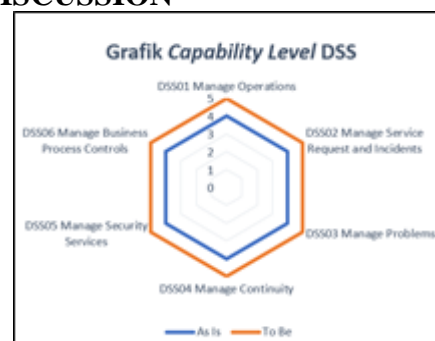 ISCUSSION
Grafik Capability Level DSS
DSS01 Manage Operations
5
4
3
2
1
0
DSS02 Manage Service
Request and Incidents
DSS03 Manage Problems
DSS04 Manage Continuity
DSS05 Manage Security
Services
DSS06 Manage Business
Process Controls
As Is
To Be